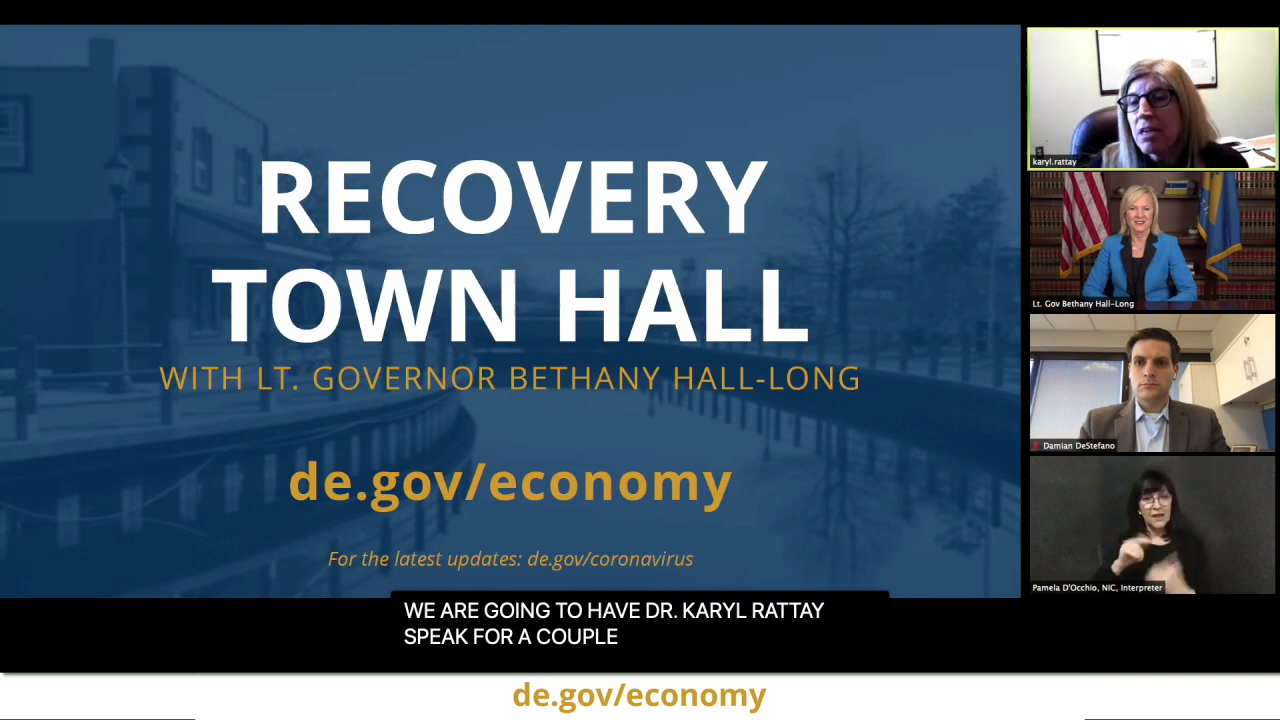 RECOVERY
TOWN HALL
WITH LT. GOVERNOR BETHANY HALL-LONG
de.gov/economy
For the latest updates: de.gov/coronavirus
karyl.rattay
Lt. Gov Bethany Hall-Long
Damian DeStefano
Pamela D'Occhio, NIC, Interpreter
WE ARE GOING TO HAVE DR. KARYL RATTAY
SPEAK FOR A COUPLE
de.gov/economy